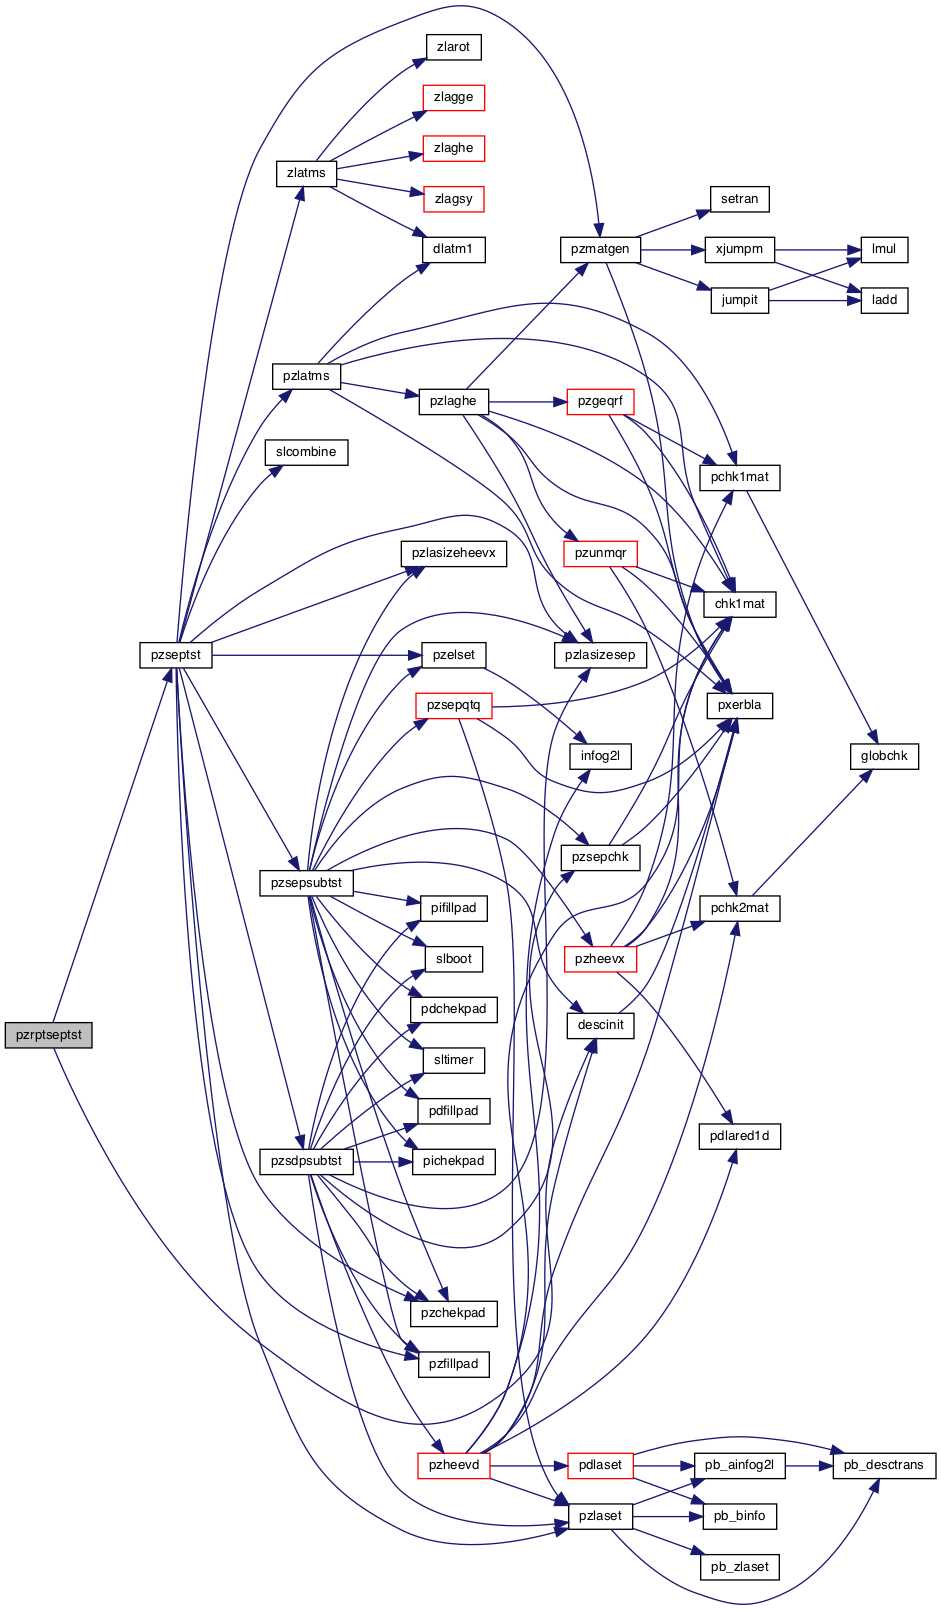 zlarot
zlagge
zlaghe
zlatms
zlagsy
setran
dlatm1
pzmatgen
xjumpm
lmul
jumpit
ladd
pzlatms
pzlaghe
pzgeqrf
slcombine
pchk1mat
pzlasizeheevx
pzunmqr
chk1mat
pzseptst
pzelset
pzlasizesep
pzsepqtq
pxerbla
infog2l
globchk
pzsepchk
pzsepsubtst
pifillpad
pchk2mat
slboot
pzheevx
pdchekpad
descinit
pzrptseptst
sltimer
pdfillpad
pdlared1d
pzsdpsubtst
pichekpad
pzchekpad
pzfillpad
pzheevd
pdlaset
pb_ainfog2l
pb_desctrans
pzlaset
pb_binfo
pb_zlaset